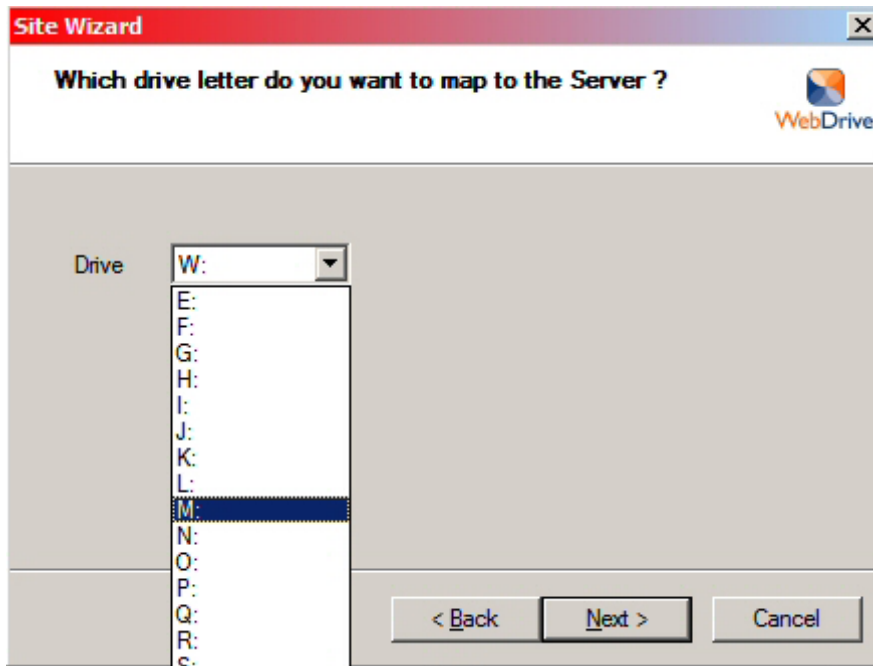 Site Wizard
Which drive letter do you want to map to the Server ?
WebDrive
Drive
W:
E:
F:
G:
H:
I:
J:
K:
L:
M:
N:
O:
P:
Q:
R:
S:
< Back
Next >
Cancel